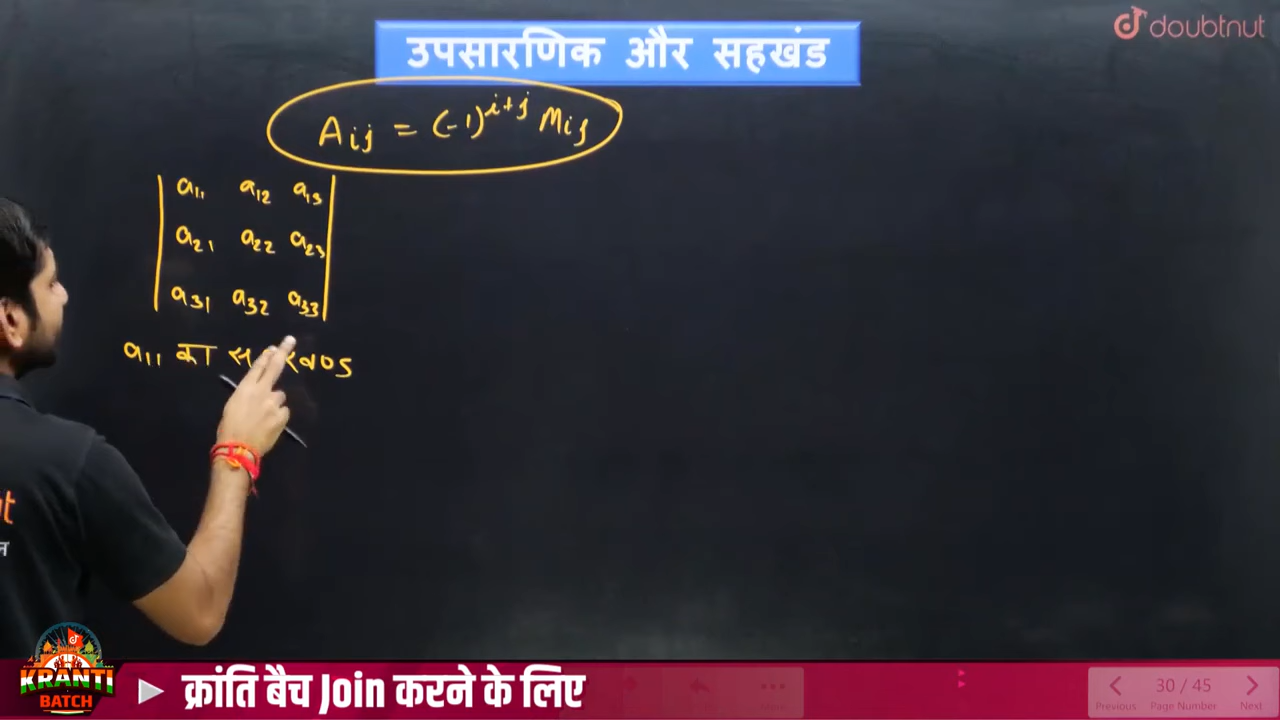 doubtnut
उपसारणिक और सहखंड
Aij = (-1)^{i+j} Mij
a11 a12 a13
a21 a22 a23
a31 a32 a33
a11 का
KRANTI
BATCH
क्रांति बैच Join करने के लिए
30 / 45
Previous Page Number Next